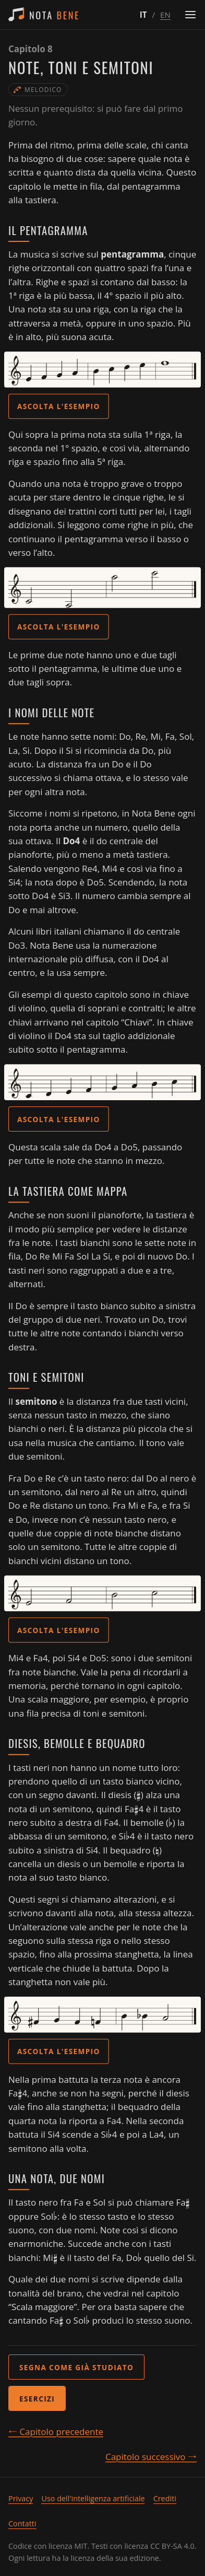 NOTA BENE
IT / EN
Capitolo 8
NOTE, TONI E SEMITONI
MELODICO
Nessun prerequisito: si può fare dal primo
giorno.
Prima del ritmo, prima delle scale, chi canta
ha bisogno di due cose: sapere quale nota è
scritta e quanto dista da quella vicina. Questo
capitolo le mette in fila, dal pentagramma
alla tastiera.
IL PENTAGRAMMA
La musica si scrive sul pentagramma, cinque
righe orizzontali con quattro spazi fra l’una e
l’altra. Righe e spazi si contano dal basso: la
1ª riga è la più bassa, il 4° spazio il più alto.
Una nota sta su una riga, con la riga che la
attraversa a metà, oppure in uno spazio. Più
è in alto, più suona acuta.
ASCOLTA L'ESEMPIO
Qui sopra la prima nota sta sulla 1ª riga, la
seconda nel 1° spazio, e così via, alternando
riga e spazio fino alla 5ª riga.
Quando una nota è troppo grave o troppo
acuta per stare dentro le cinque righe, le si
disegnano dei trattini corti tutti per lei, i tagli
addizionali. Si leggono come righe in più, che
continuano il pentagramma verso il basso o
verso l’alto.
ASCOLTA L'ESEMPIO
Le prime due note hanno uno e due tagli
sotto il pentagramma, le ultime due uno e
due tagli sopra.
I NOMI DELLE NOTE
Le note hanno sette nomi: Do, Re, Mi, Fa, Sol,
La, Si. Dopo il Si si ricomincia da Do, più
acuto. La distanza fra un Do e il Do
successivo si chiama ottava, e lo stesso vale
per ogni altra nota.
Siccome i nomi si ripetono, in Nota Bene ogni
nota porta anche un numero, quello della
sua ottava. Il Do4 è il do centrale del
pianoforte, più o meno a metà tastiera.
Salendo vengono Re4, Mi4 e così via fino a
Si4; la nota dopo è Do5. Scendendo, la nota
sotto Do4 è Si3. Il numero cambia sempre al
Do e mai altrove.
Alcuni libri italiani chiamano il do centrale
Do3. Nota Bene usa la numerazione
internazionale più diffusa, con il Do4 al
centro, e la usa sempre.
Gli esempi di questo capitolo sono in chiave
di violino, quella di soprani e contralti; le altre
chiavi arrivano nel capitolo “Chiavi”. In chiave
di violino il Do4 sta sul taglio addizionale
subito sotto il pentagramma.
ASCOLTA L'ESEMPIO
Questa scala sale da Do4 a Do5, passando
per tutte le note che stanno in mezzo.
LA TASTIERA COME MAPPA
Anche se non suoni il pianoforte, la tastiera è
il modo più semplice per vedere le distanze
fra le note. I tasti bianchi sono le sette note in
fila, Do Re Mi Fa Sol La Si, e poi di nuovo Do. I
tasti neri sono raggruppati a due e a tre,
alternati.
Il Do è sempre il tasto bianco subito a sinistra
del gruppo di due neri. Trovato un Do, trovi
tutte le altre note contando i bianchi verso
destra.
TONI E SEMITONI
Il semitono è la distanza fra due tasti vicini,
senza nessun tasto in mezzo, che siano
bianchi o neri. È la distanza più piccola che si
usa nella musica che cantiamo. Il tono vale
due semitoni.
Fra Do e Re c’è un tasto nero: dal Do al nero è
un semitono, dal nero al Re un altro, quindi
Do e Re distano un tono. Fra Mi e Fa, e fra Si
e Do, invece non c’è nessun tasto nero, e
quelle due coppie di note bianche distano
solo un semitono. Tutte le altre coppie di
bianchi vicini distano un tono.
ASCOLTA L'ESEMPIO
Mi4 e Fa4, poi Si4 e Do5: sono i due semitoni
fra note bianche. Vale la pena di ricordarli a
memoria, perché tornano in ogni capitolo.
Una scala maggiore, per esempio, è proprio
una fila precisa di toni e semitoni.
DIESIS, BEMOLLE E BEQUADRO
I tasti neri non hanno un nome tutto loro:
prendono quello di un tasto bianco vicino,
con un segno davanti. Il diesis (♯) alza una
nota di un semitono, quindi Fa♯4 è il tasto
nero subito a destra di Fa4. Il bemolle (♭) la
abbassa di un semitono, e Si♭4 è il tasto nero
subito a sinistra di Si4. Il bequadro (♮)
cancella un diesis o un bemolle e riporta la
nota al suo tasto bianco.
Questi segni si chiamano alterazioni, e si
scrivono davanti alla nota, alla stessa altezza.
Un’alterazione vale anche per le note che la
seguono sulla stessa riga o nello stesso
spazio, fino alla prossima stanghetta, la linea
verticale che chiude la battuta. Dopo la
stanghetta non vale più.
ASCOLTA L'ESEMPIO
Nella prima battuta la terza nota è ancora
Fa♯4, anche se non ha segni, perché il diesis
vale fino alla stanghetta; il bequadro della
quarta nota la riporta a Fa4. Nella seconda
battuta il Si4 scende a Si♭4 e poi a La4, un
semitono alla volta.
UNA NOTA, DUE NOMI
Il tasto nero fra Fa e Sol si può chiamare Fa♯
oppure Sol♭: è lo stesso tasto e lo stesso
suono, con due nomi. Note così si dicono
enarmoniche. Succede anche con i tasti
bianchi: Mi♯ è il tasto del Fa, Do♭ quello del Si.
Quale dei due nomi si scrive dipende dalla
tonalità del brano, che vedrai nel capitolo
“Scala maggiore”. Per ora basta sapere che
cantando Fa♯ o Sol♭ produci lo stesso suono.
SEGNA COME GIÀ STUDIATO
ESERCIZI
← Capitolo precedente
Capitolo successivo →
Privacy Uso dell'intelligenza artificiale Crediti
Contatti
Codice con licenza MIT. Testi con licenza CC BY-SA 4.0.
Ogni lettura ha la licenza della sua edizione.